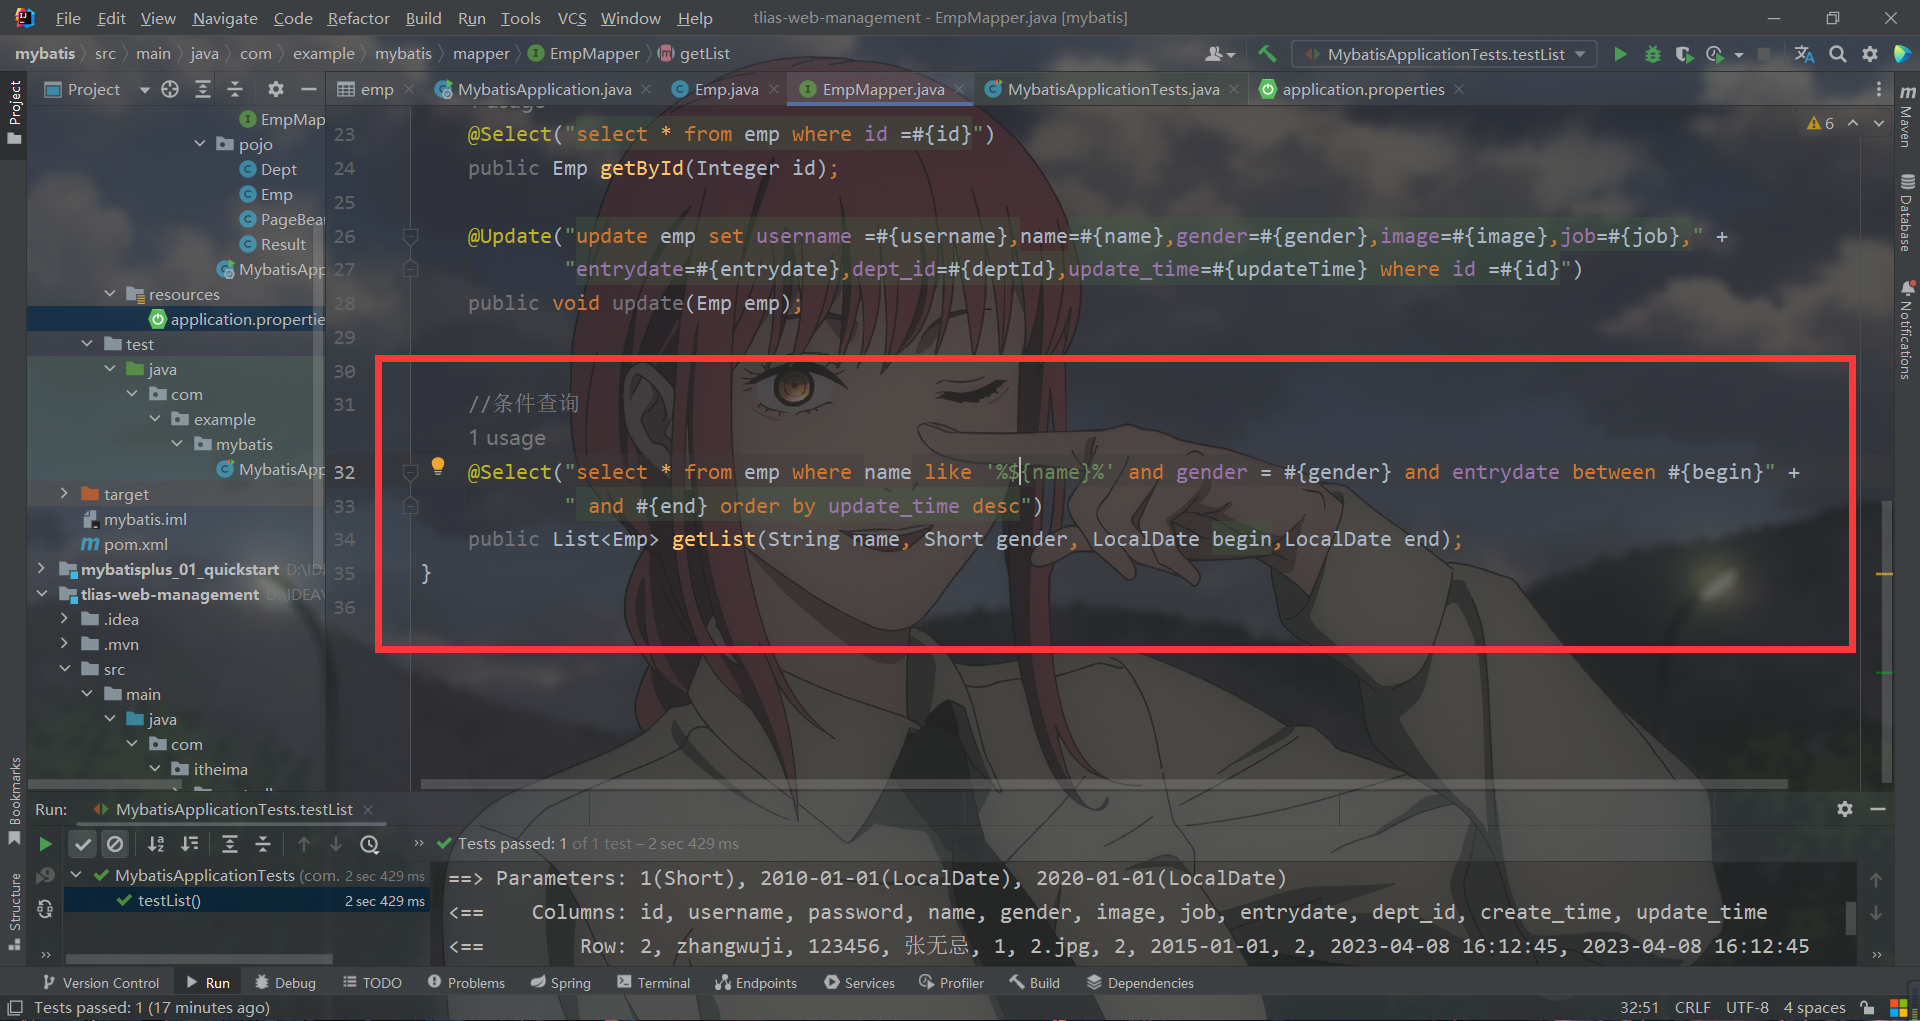 File Edit View Navigate Code Refactor Build Run Tools VCS Window Help tlias-web-management - EmpMapper.java [mybatis]
mybatis src main java com example mybatis mapper EmpMapper getList MybatisApplicationTests.testList
Project emp MybatisApplication.java Emp.java EmpMapper.java MybatisApplicationTests.java application.properties
Project
Maven
Database
Notifications
Bookmarks
Structure
EmpMap
pojo
Dept
Emp
PageBea
Result
MybatisApp
resources
application.propertie
test
java
com
example
mybatis
MybatisApp
target
mybatis.iml
pom.xml
mybatisplus_01_quickstart D:\IDE
tlias-web-management D:\IDEA\
.idea
.mvn
src
main
java
com
itheima
6
23 @Select("select * from emp where id =#{id}")
24 public Emp getById(Integer id);
25
26 @Update("update emp set username =#{username},name=#{name},gender=#{gender},image=#{image},job=#{job}," +
27 "entrydate=#{entrydate},dept_id=#{deptId},update_time=#{updateTime} where id =#{id}")
28 public void update(Emp emp);
29
30
31 //条件查询
1 usage
32 @Select("select * from emp where name like '%${name}%' and gender = #{gender} and entrydate between #{begin}" +
33 " and #{end} order by update_time desc")
34 public List<Emp> getList(String name, Short gender, LocalDate begin,LocalDate end);
35 }
36
Run: MybatisApplicationTests.testList
Tests passed: 1 of 1 test – 2 sec 429 ms
MybatisApplicationTests (com. 2 sec 429 ms
testList() 2 sec 429 ms
==> Parameters: 1(Short), 2010-01-01(LocalDate), 2020-01-01(LocalDate)
<== Columns: id, username, password, name, gender, image, job, entrydate, dept_id, create_time, update_time
<== Row: 2, zhangwuji, 123456, 张无忌, 1, 2.jpg, 2, 2015-01-01, 2, 2023-04-08 16:12:45, 2023-04-08 16:12:45
Version Control Run Debug TODO Problems Spring Terminal Endpoints Services Profiler Build Dependencies
Tests passed: 1 (17 minutes ago) 32:51 CRLF UTF-8 4 spaces